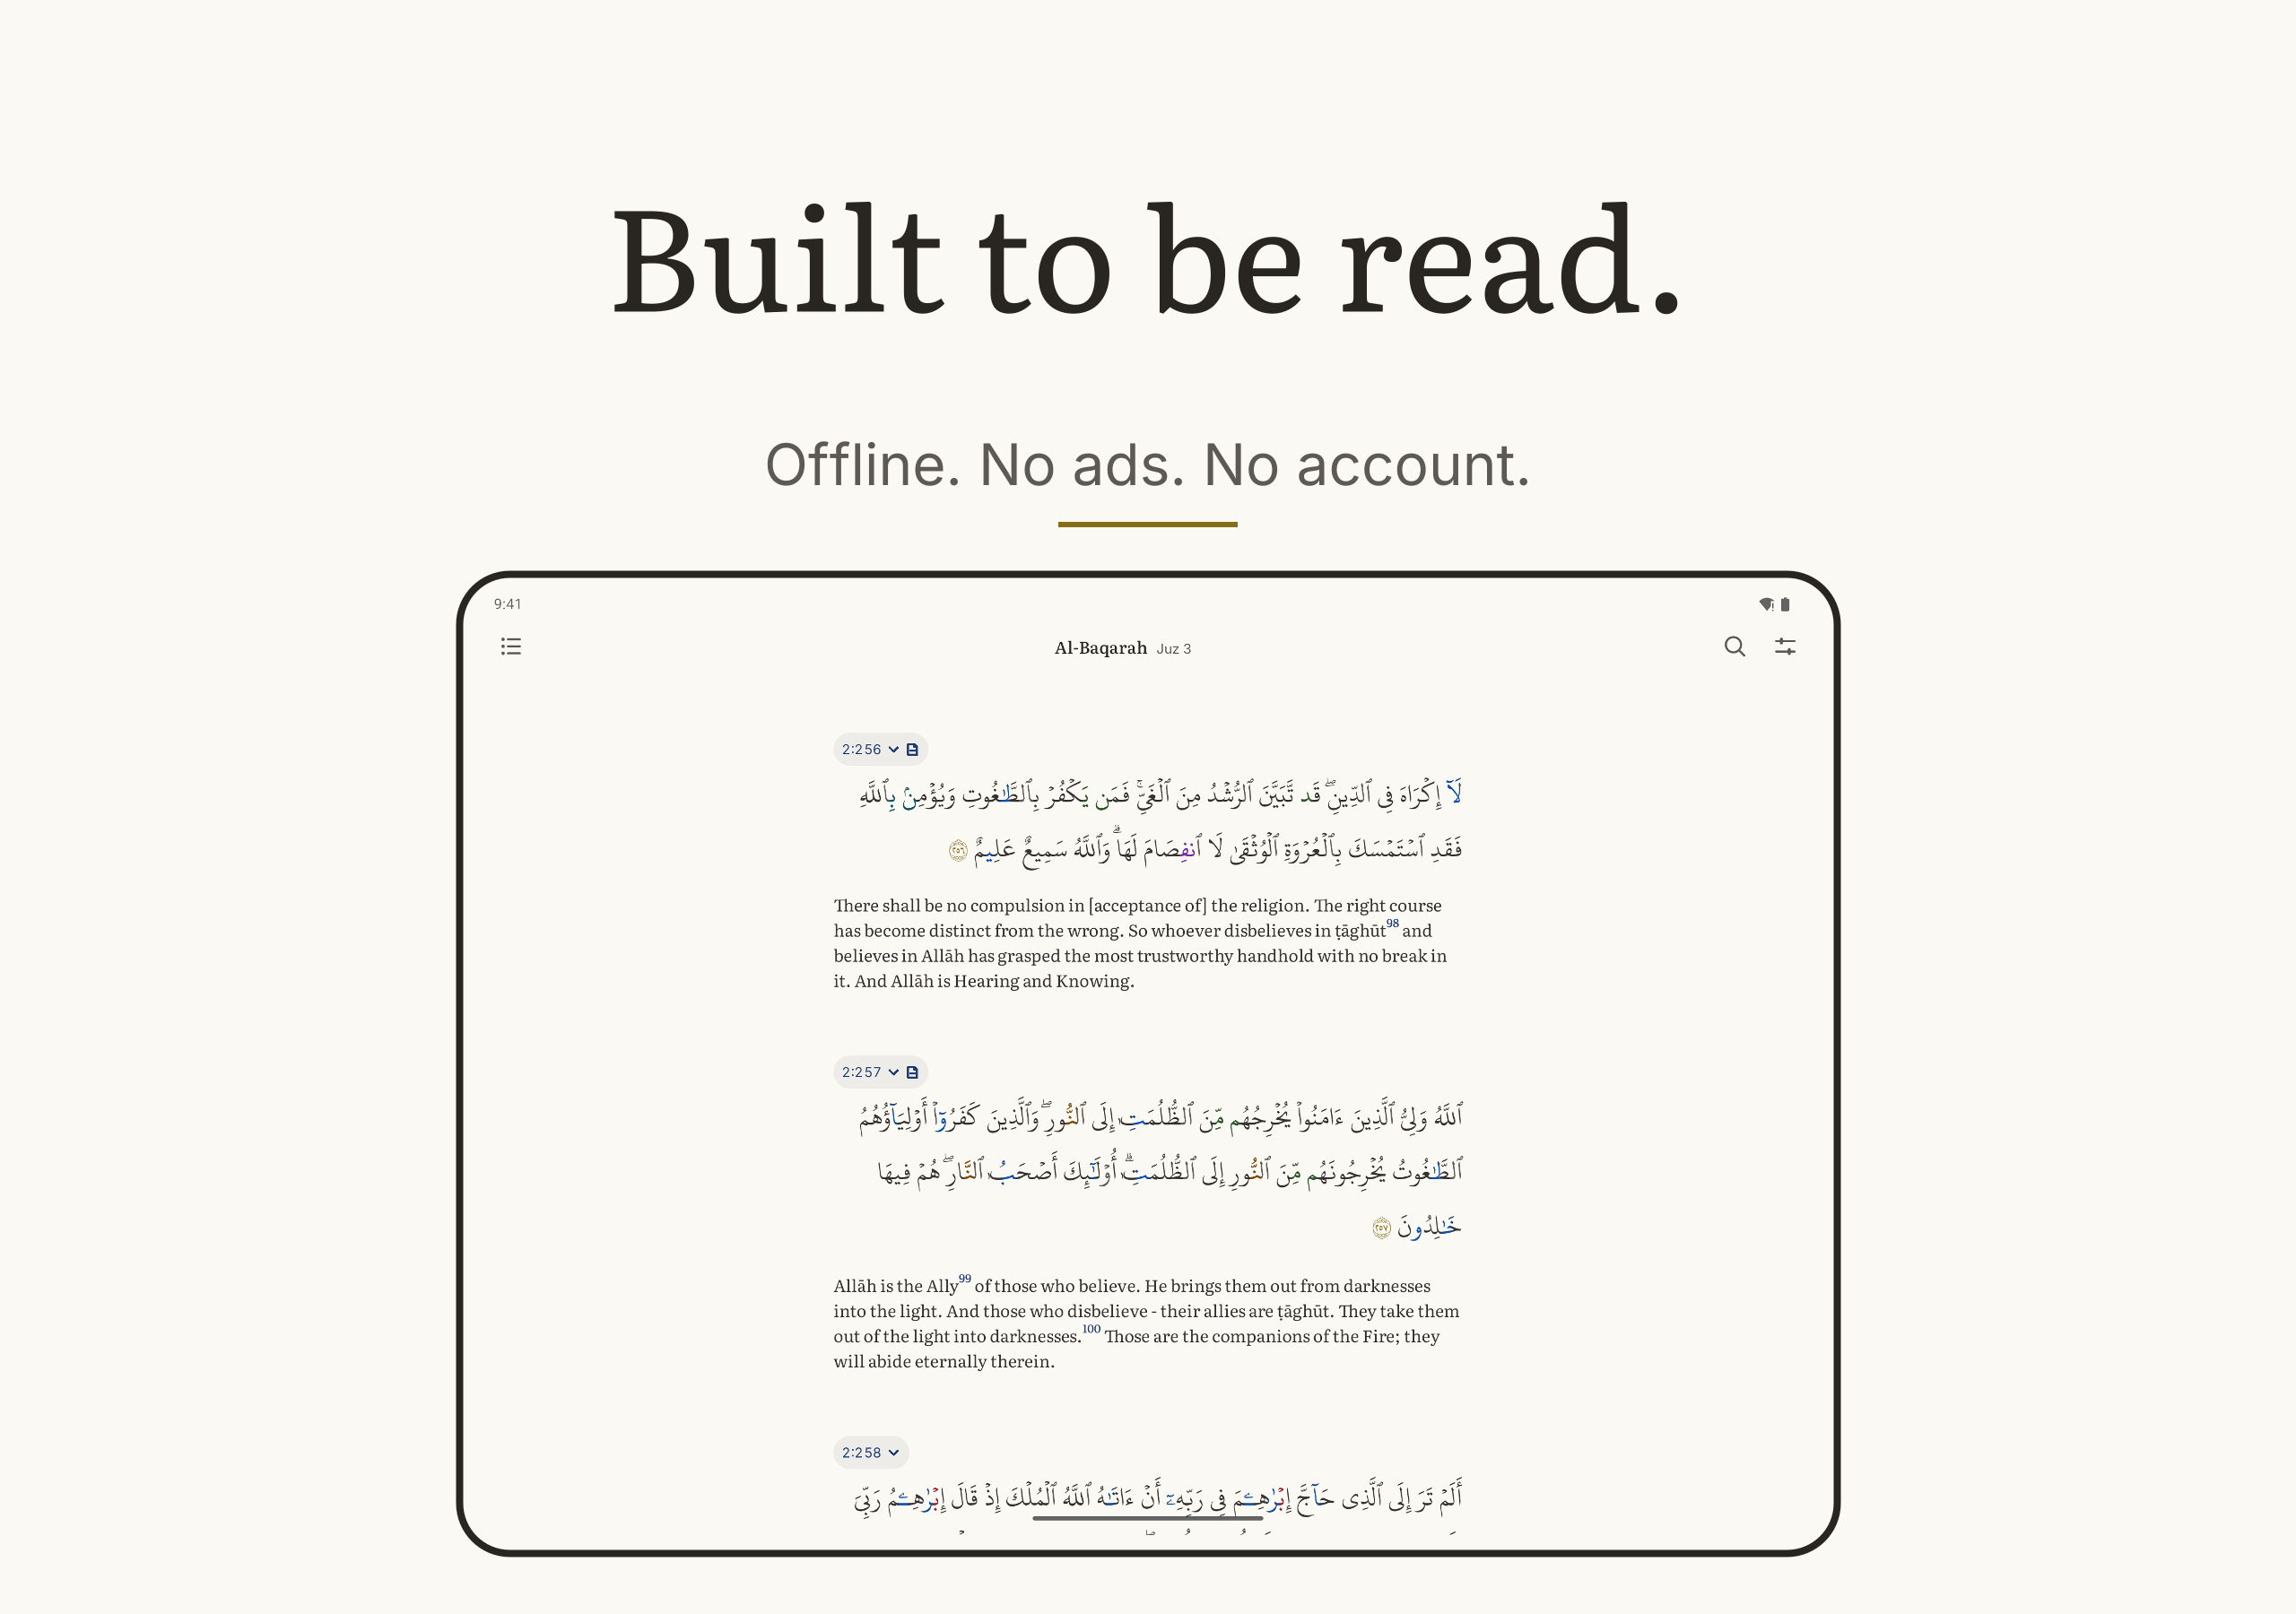 Built to be read.
Offline. No ads. No account.
9:41
Al-Baqarah Juz 3
2:256
لَآ إِكْرَاهَ فِى ٱلدِّينِ ۖ قَد تَّبَيَّنَ ٱلرُّشْدُ مِنَ ٱلْغَىِّ ۚ فَمَن يَكْفُرْ بِٱلطَّـٰغُوتِ وَيُؤْمِنۢ بِٱللَّهِ
فَقَدِ ٱسْتَمْسَكَ بِٱلْعُرْوَةِ ٱلْوُثْقَىٰ لَا ٱنفِصَامَ لَهَا ۗ وَٱللَّهُ سَمِيعٌ عَلِيمٌ ٢٥٦
There shall be no compulsion in [acceptance of] the religion. The right course
has become distinct from the wrong. So whoever disbelieves in ṭāghūt98 and
believes in Allāh has grasped the most trustworthy handhold with no break in
it. And Allāh is Hearing and Knowing.
2:257
ٱللَّهُ وَلِىُّ ٱلَّذِينَ ءَامَنُوا۟ يُخْرِجُهُم مِّنَ ٱلظُّلُمَـٰتِ إِلَى ٱلنُّورِ ۖ وَٱلَّذِينَ كَفَرُوٓا۟ أَوْلِيَآؤُهُمُ
ٱلطَّـٰغُوتُ يُخْرِجُونَهُم مِّنَ ٱلنُّورِ إِلَى ٱلظُّلُمَـٰتِ ۗ أُو۟لَـٰٓئِكَ أَصْحَـٰبُ ٱلنَّارِ ۖ هُمْ فِيهَا
خَـٰلِدُونَ ٢٥٧
Allāh is the Ally99 of those who believe. He brings them out from darknesses
into the light. And those who disbelieve - their allies are ṭāghūt. They take them
out of the light into darknesses.100 Those are the companions of the Fire; they
will abide eternally therein.
2:258
أَلَمْ تَرَ إِلَى ٱلَّذِى حَآجَّ إِبْرَٰهِـۧمَ فِى رَبِّهِۦٓ أَنْ ءَاتَىٰهُ ٱللَّهُ ٱلْمُلْكَ إِذْ قَالَ إِبْرَٰهِـۧمُ رَبِّىَ